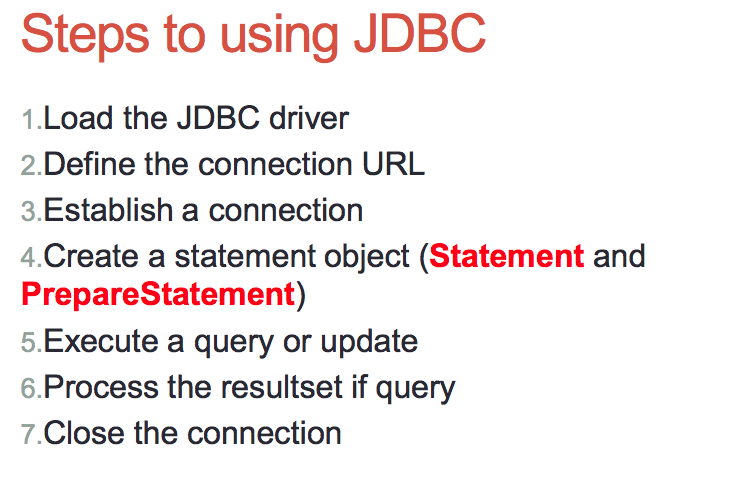 Steps to using JDBC
1.Load the JDBC driver
2.Define the connection URL
3.Establish a connection
4.Create a statement object (Statement and
PrepareStatement)
5.Execute a query or update
6.Process the resultset if query
7.Close the connection